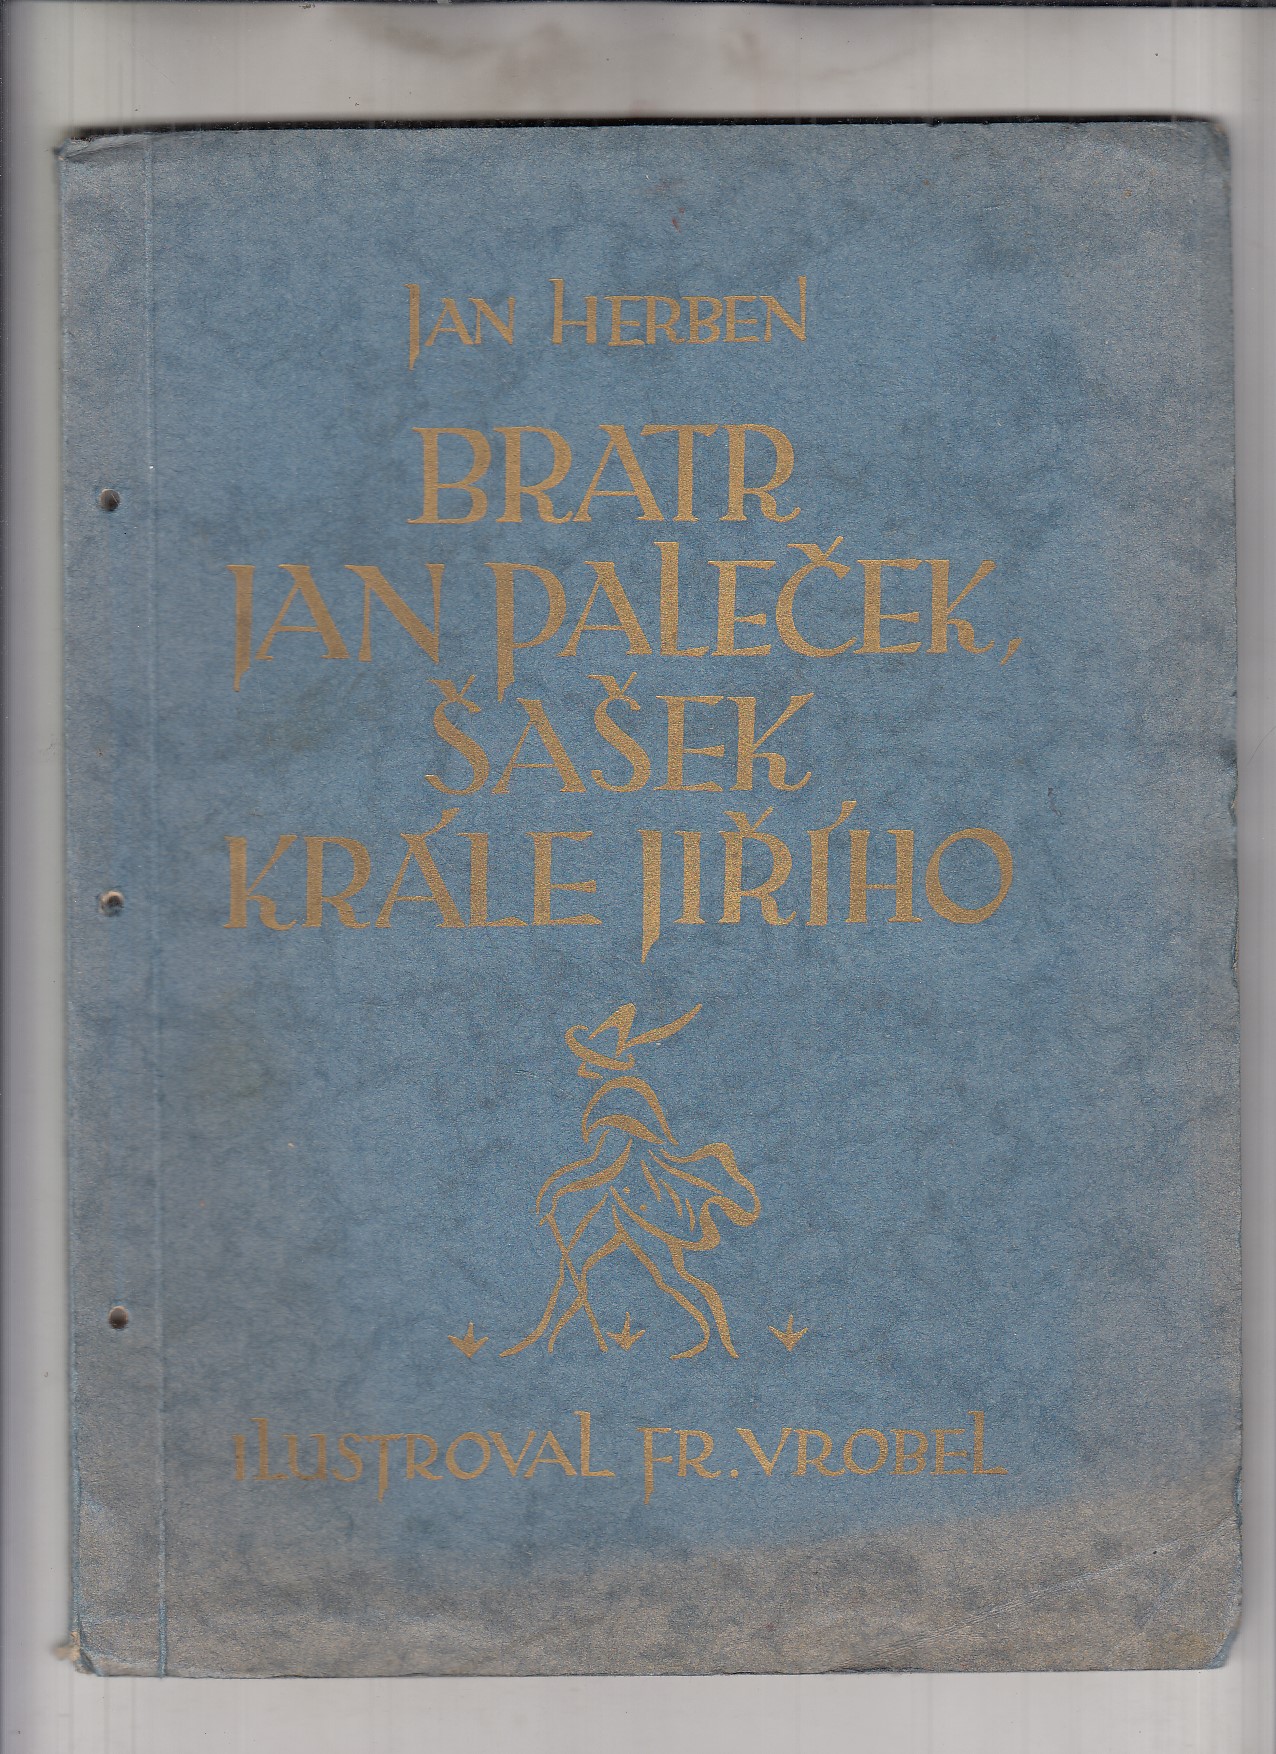 JAN HERBEN
BRATR
JAN PALEČEK,
ŠAŠEK
KRÁLE JIŘÍHO
ILUSTROVAL FR. VROBEL